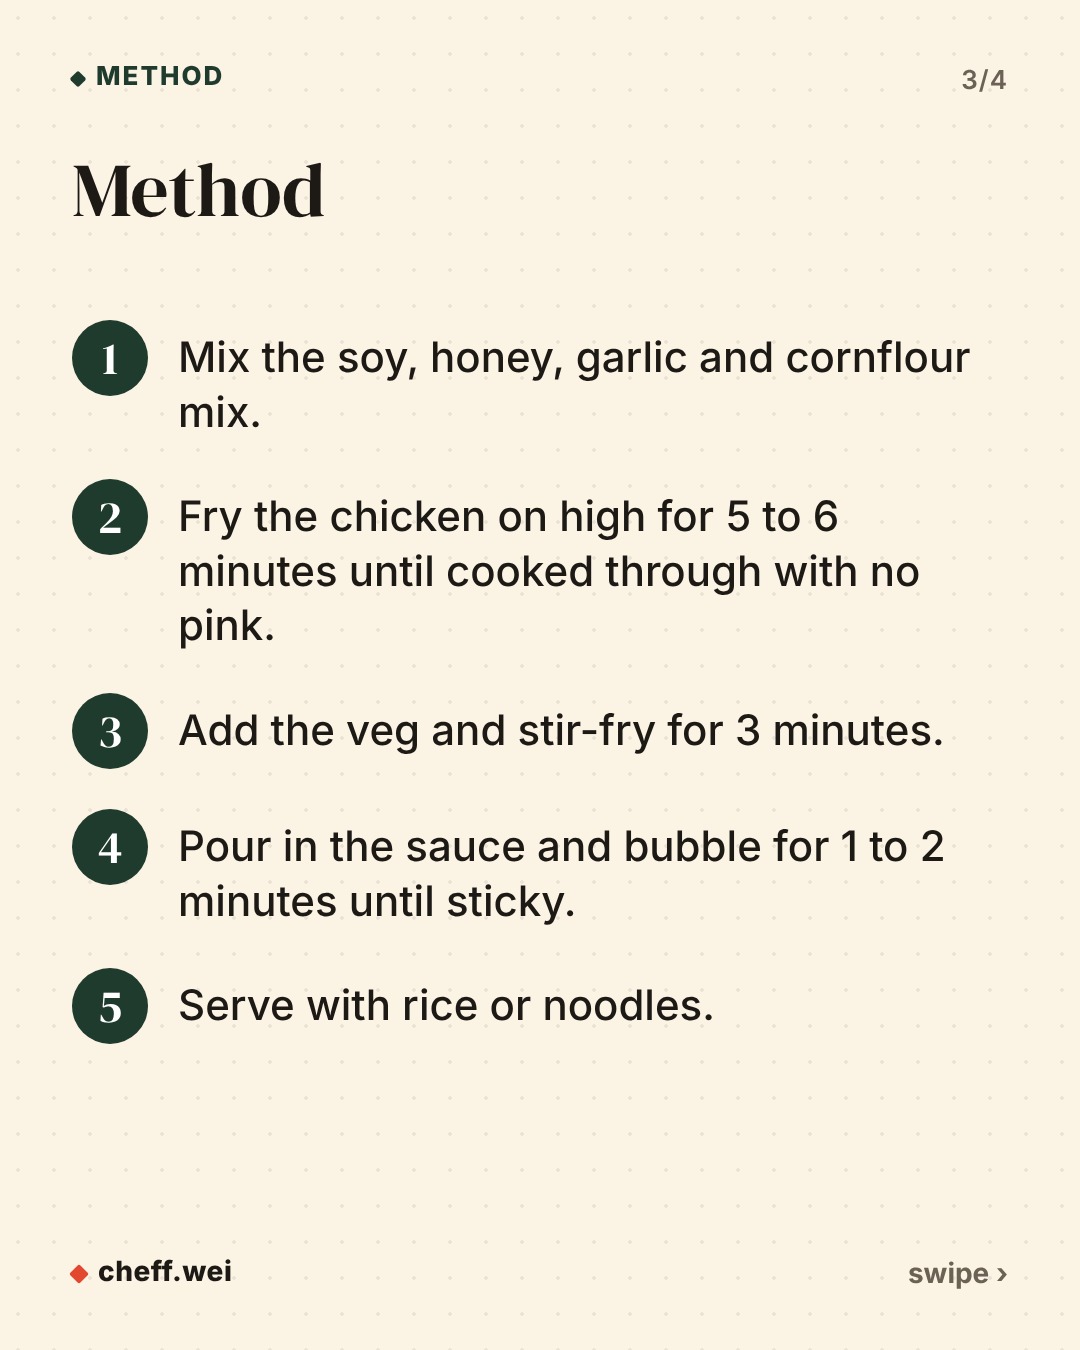 METHOD
3/4
Method
1 Mix the soy, honey, garlic and cornflour
mix.
2 Fry the chicken on high for 5 to 6
minutes until cooked through with no
pink.
3 Add the veg and stir-fry for 3 minutes.
4 Pour in the sauce and bubble for 1 to 2
minutes until sticky.
5 Serve with rice or noodles.
cheff.wei
swipe ›